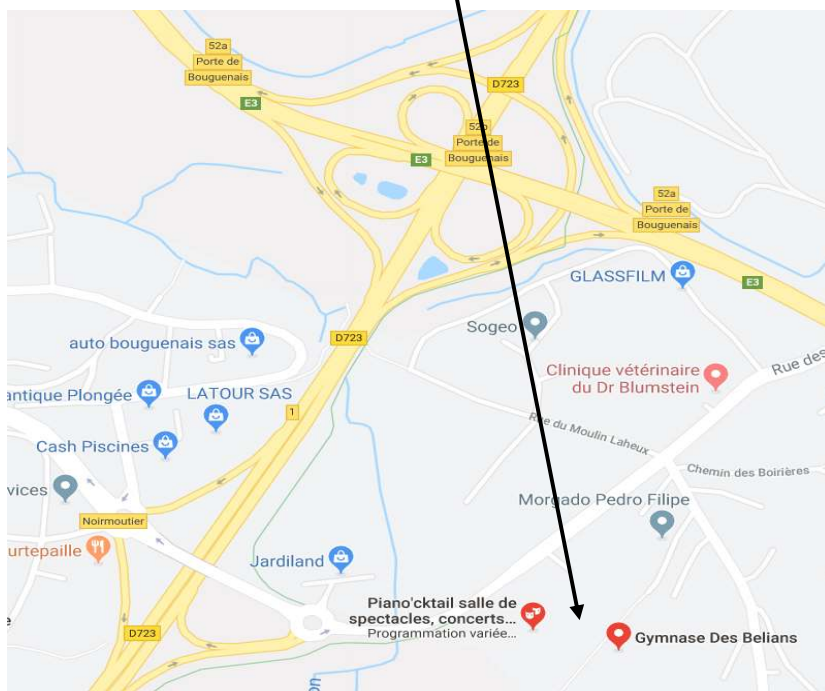 52a
Porte de
Bouguenais
E3
D723
52b
Porte de
Bouguenais
E3
52a
Porte de
Bouguenais
GLASSFILM
E3
D723
Sogeo
auto bouguenais sas
Clinique vétérinaire
du Dr Blumstein
Rue des
antique Plongée
LATOUR SAS
1
Rue du Moulin Laheux
Cash Piscines
Chemin des Boirières
vices
Morgado Pedro Filipe
Noirmoutier
urtepaille
Jardiland
Piano'cktail salle de
spectacles, concerts...
Programmation variée...
e
D723
Gymnase Des Belians
on